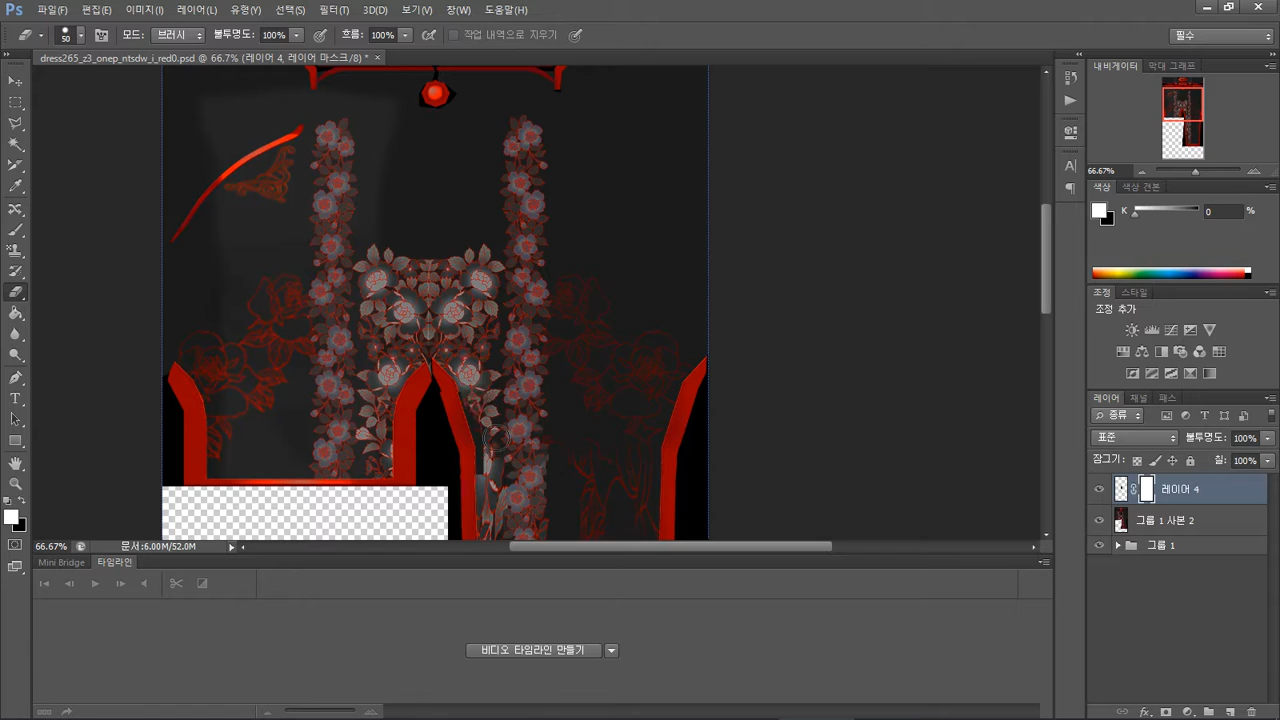 Ps 파일(F) 편집(E) 이미지(I) 레이어(L) 유형(Y) 선택(S) 필터(T) 3D(D) 보기(V) 창(W) 도움말(H)
50 모드: 브러시 불투명도: 100% 흐름: 100% 작업 내역으로 지우기 필수
dress265_z3_onep_ntsdw_i_red0.psd @ 66.7% (레이어 4, 레이어 마스크/8) *
내비게이터 막대 그래프
66.67%
색상 색상 견본
K 0 %
조정 스타일
조정 추가
레이어 채널 패스
종류
표준 불투명도: 100%
잠그기: 칠: 100%
레이어 4
그룹 1 사본 2
그룹 1
66.67% 문서:6.00M/52.0M
Mini Bridge 타임라인
비디오 타임라인 만들기